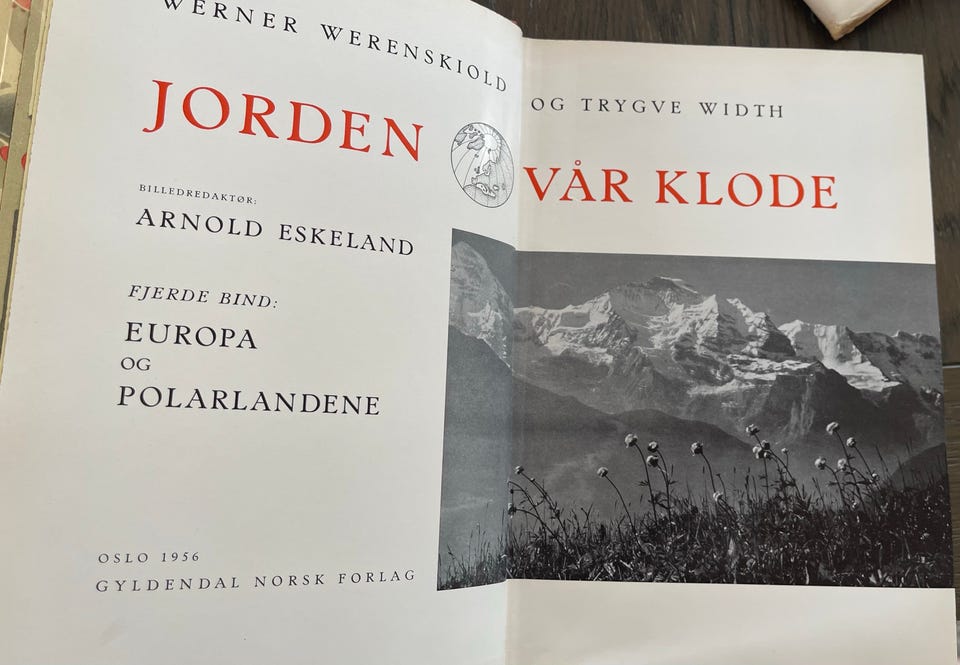 WERNER WERENSKIOLD OG TRYGVE WIDTH
JORDEN VÅR KLODE
BILLEDREDAKTØR:
ARNOLD ESKELAND
FJERDE BIND:
EUROPA
OG
POLARLANDENE
OSLO 1956
GYLDENDAL NORSK FORLAG